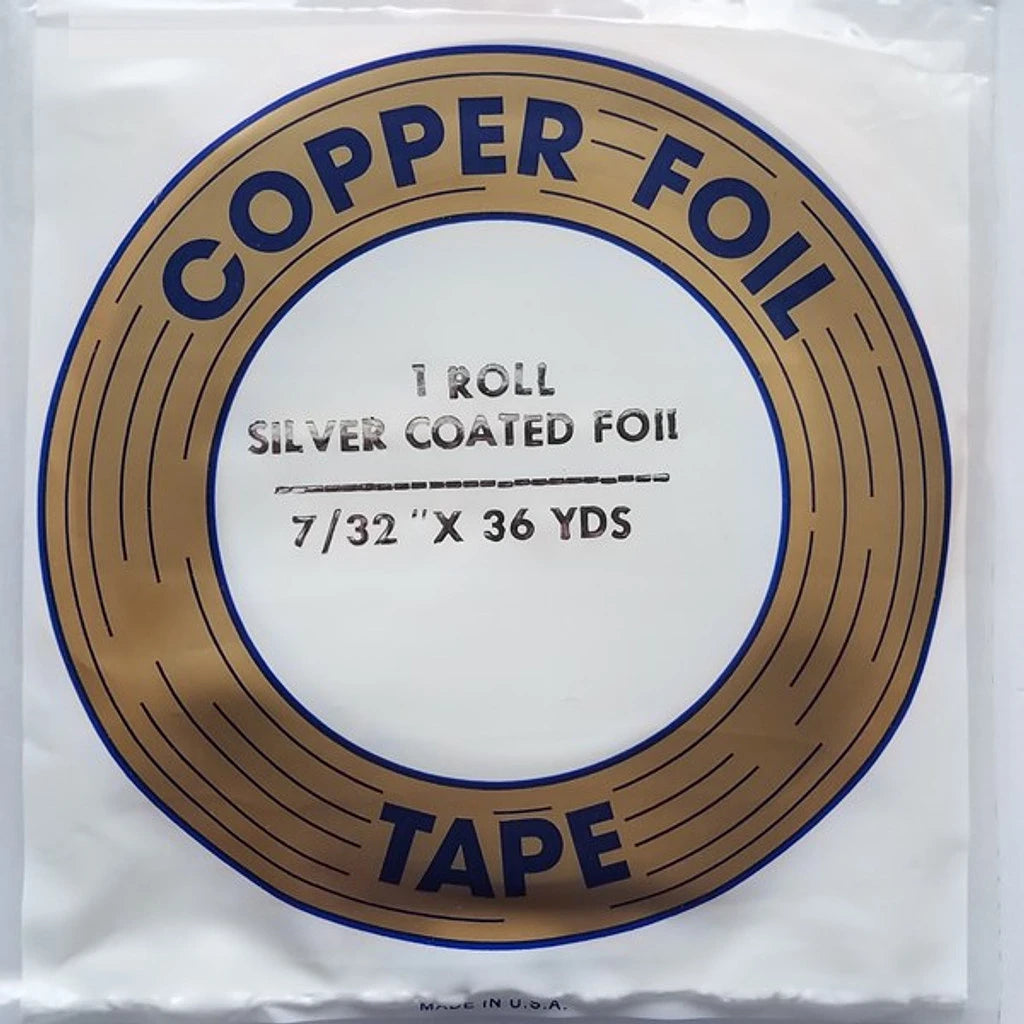 COPPER FOIL
1 ROLL
SILVER COATED FOIL
7/32 "X 36 YDS
TAPE
MADE IN U.S.A.